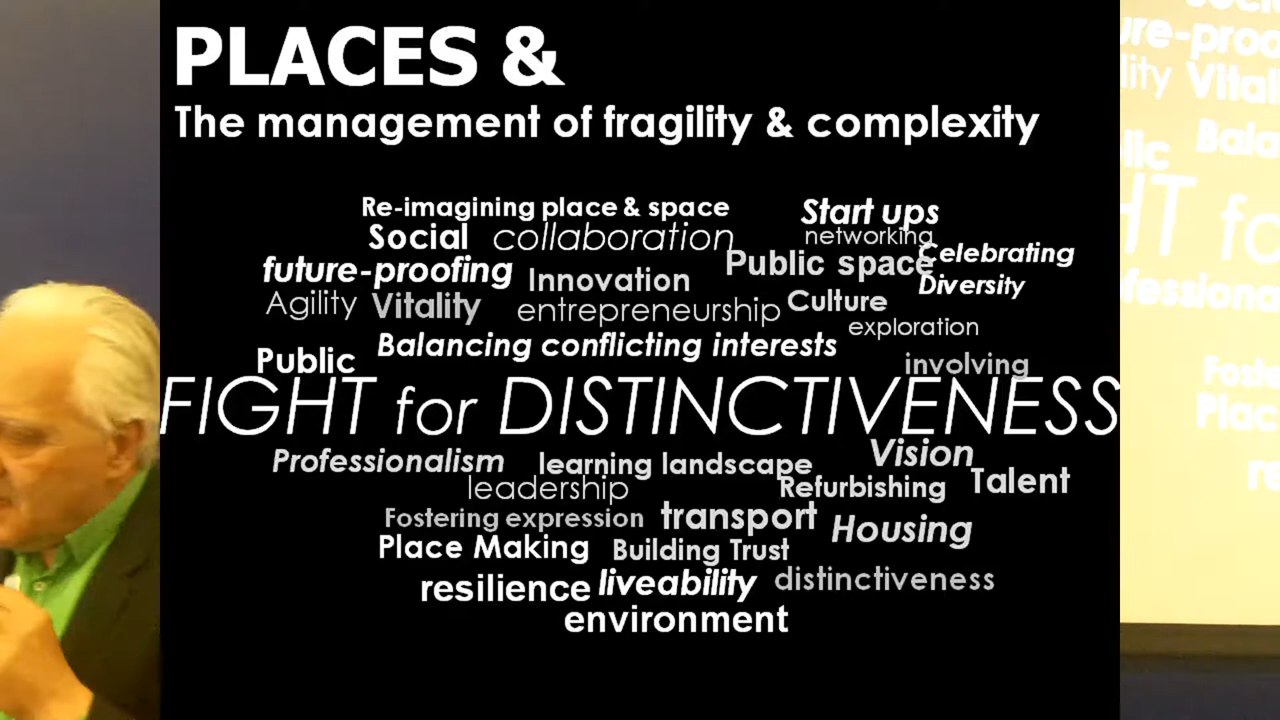 PLACES &
The management of fragility & complexity
Re-imagining place & space
Start ups
Social collaboration
networking
Celebrating
Diversity
future-proofing
Innovation
Public space
Agility
Vitality
entrepreneurship
Culture
exploration
Public
Balancing conflicting interests
involving
FIGHT for DISTINCTIVENESS
Professionalism
learning landscape
Vision
leadership
Refurbishing
Talent
Fostering expression
transport
Housing
Place Making
Building Trust
resilience
liveability
distinctiveness
environment